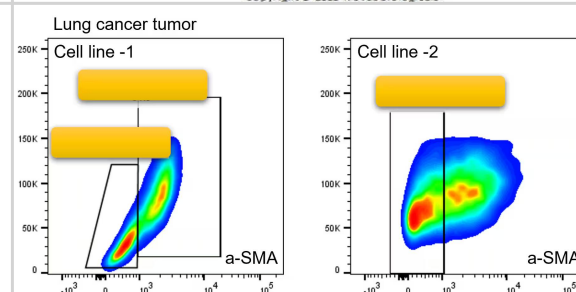 Lung cancer tumor
Cell line -1
250K
200K
150K
100K
50K
0
-10³ 0 10³ 10⁴ 10⁵
a-SMA
Cell line -2
250K
200K
150K
100K
50K
0
-10³ 0 10³ 10⁴ 10⁵
a-SMA